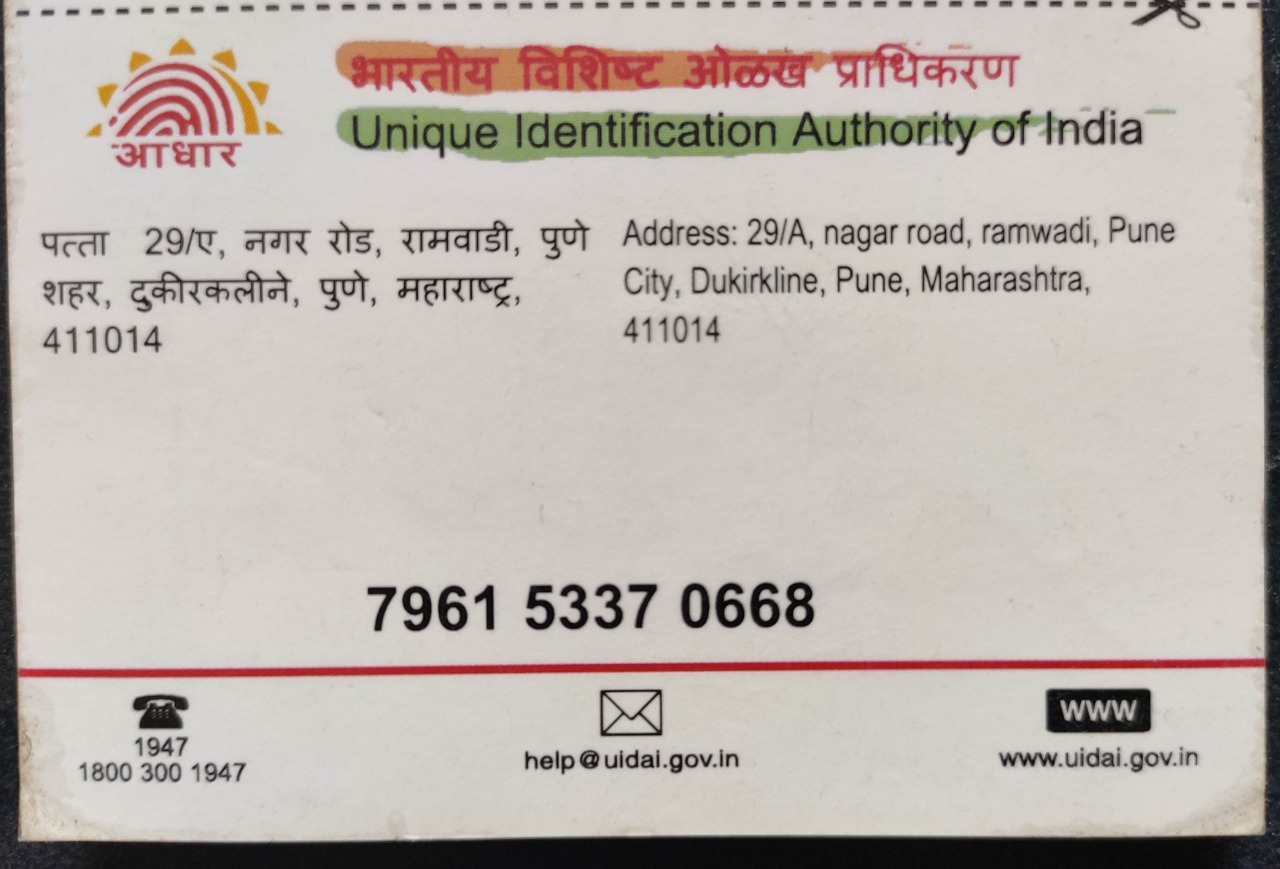 आधार
भारतीय विशिष्ट ओळख प्राधिकरण
Unique Identification Authority of India
पत्ता 29/ए, नगर रोड, रामवाडी, पुणे
शहर, दुकीरकलीने, पुणे, महाराष्ट्र,
411014
Address: 29/A, nagar road, ramwadi, Pune
City, Dukirkline, Pune, Maharashtra,
411014
7961 5337 0668
1947
1800 300 1947
help@uidai.gov.in
WWW
www.uidai.gov.in